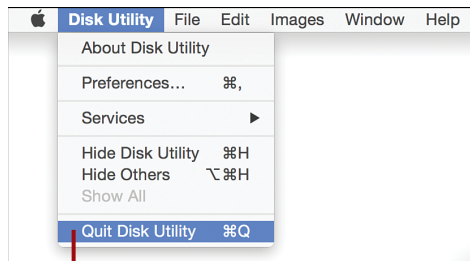 Disk Utility File Edit Images Window Help
About Disk Utility
Preferences... ⌘,
Services ▶
Hide Disk Utility ⌘H
Hide Others ⌥⌘H
Show All
Quit Disk Utility ⌘Q